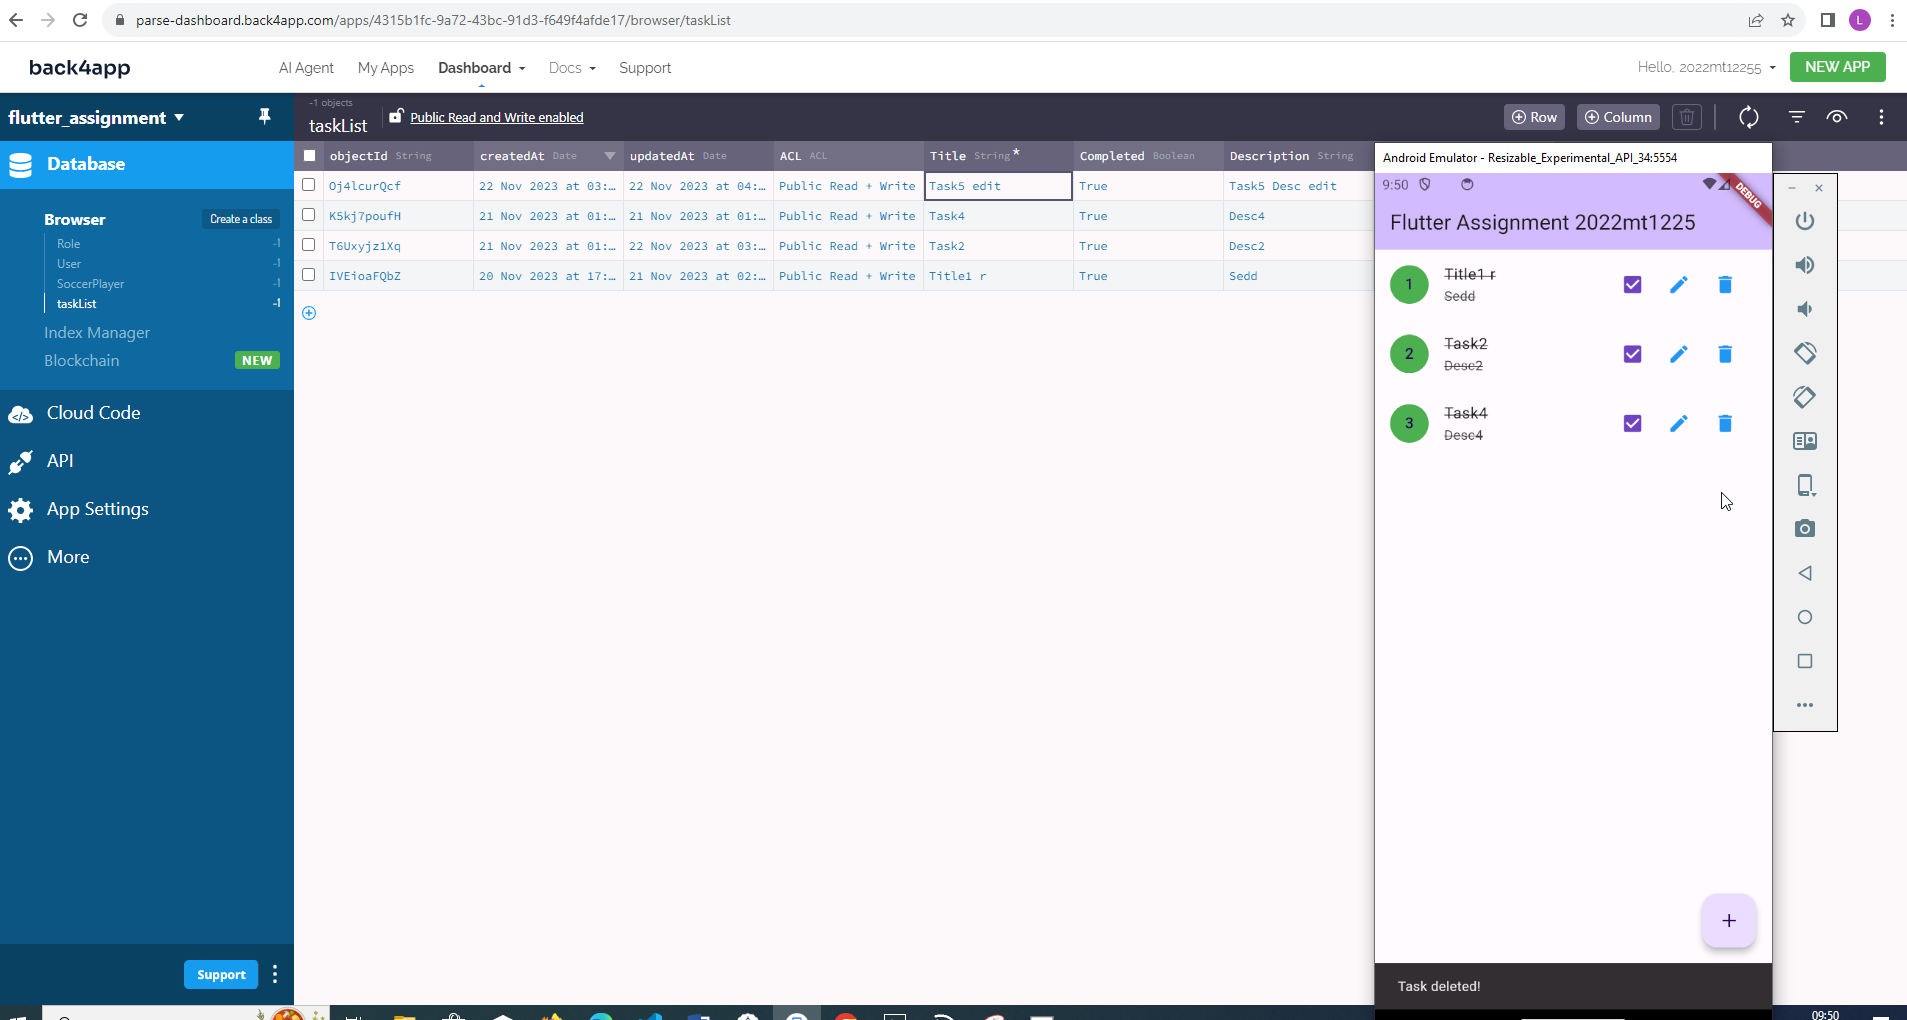 parse-dashboard.back4app.com/apps/4315b1fc-9a72-43bc-91d3-f649f4afde17/browser/taskList
L
back4app
AI Agent My Apps Dashboard Docs Support
Hello, 2022mt12255 NEW APP
flutter_assignment
-1 objects
taskList Public Read and Write enabled
Row Column
Database
Browser Create a class
Role -1
User -1
SoccerPlayer -1
taskList -1
Index Manager
Blockchain NEW
Cloud Code
API
App Settings
More
Support
objectId String createdAt Date updatedAt Date ACL ACL Title String * Completed Boolean Description String
Oj4lcurQcf 22 Nov 2023 at 03:… 22 Nov 2023 at 04:… Public Read + Write Task5 edit True Task5 Desc edit
K5kj7poufH 21 Nov 2023 at 01:… 21 Nov 2023 at 01:… Public Read + Write Task4 True Desc4
T6Uxyjz1Xq 21 Nov 2023 at 01:… 22 Nov 2023 at 03:… Public Read + Write Task2 True Desc2
IVEioaFQbZ 20 Nov 2023 at 17:… 21 Nov 2023 at 02:… Public Read + Write Title1 r True Sedd
Android Emulator - Resizable_Experimental_API_34:5554
9:50
DEBUG
Flutter Assignment 2022mt1225
1 Title1 r
Sedd
2 Task2
Desc2
3 Task4
Desc4
+
Task deleted!
09:50